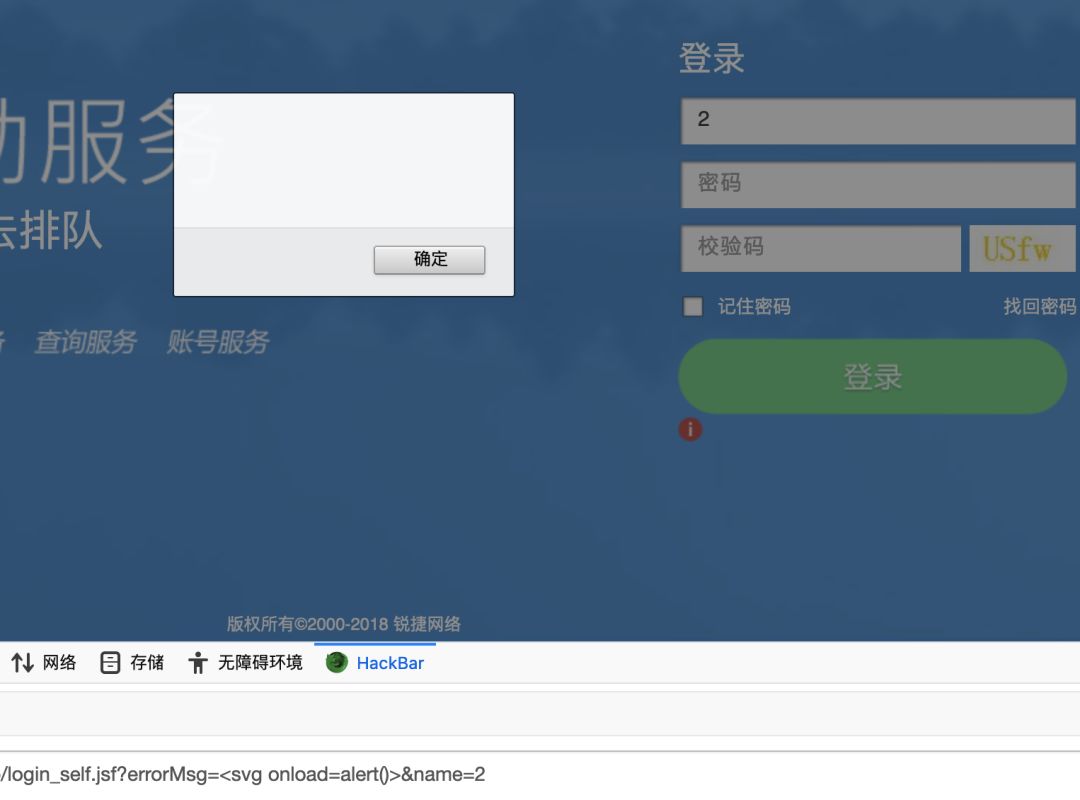 登录
2
服务
密码
去排队
校验码
USfw
确定
记住密码
找回密码
查询服务
账号服务
登录
版权所有©2000-2018 锐捷网络
网络
存储
无障碍环境
HackBar
/login_self.jsf?errorMsg=<svg onload=alert()>&name=2